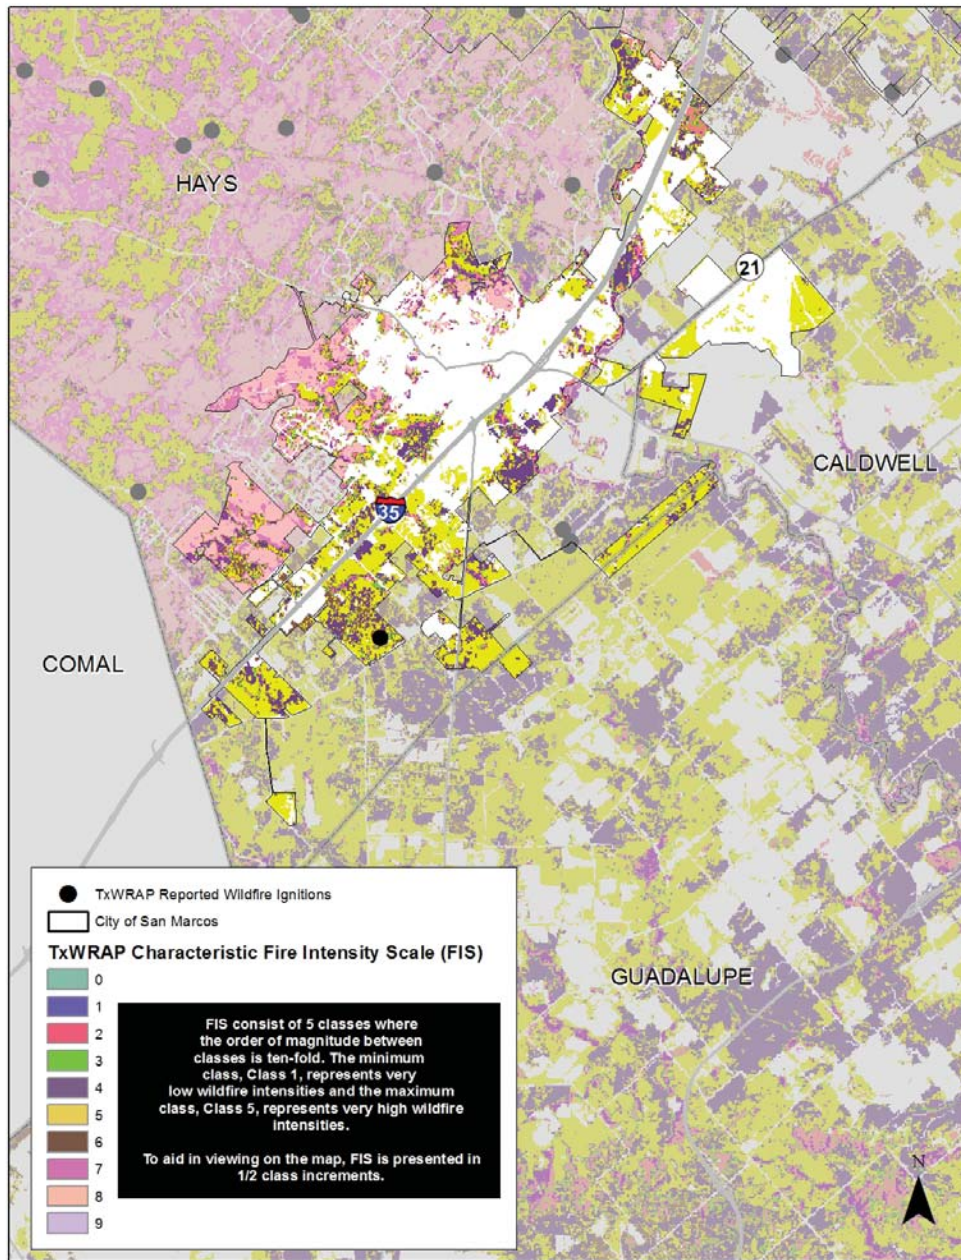 HAYS
21
CALDWELL
35
COMAL
GUADALUPE
TxWRAP Reported Wildfire Ignitions
City of San Marcos
TxWRAP Characteristic Fire Intensity Scale (FIS)
0
1
2
3
4
5
6
7
8
9
FIS consist of 5 classes where
the order of magnitude between
classes is ten-fold. The minimum
class, Class 1, represents very
low wildfire intensities and the maximum
class, Class 5, represents very high wildfire
intensities.
To aid in viewing on the map, FIS is presented in
1/2 class increments.
N